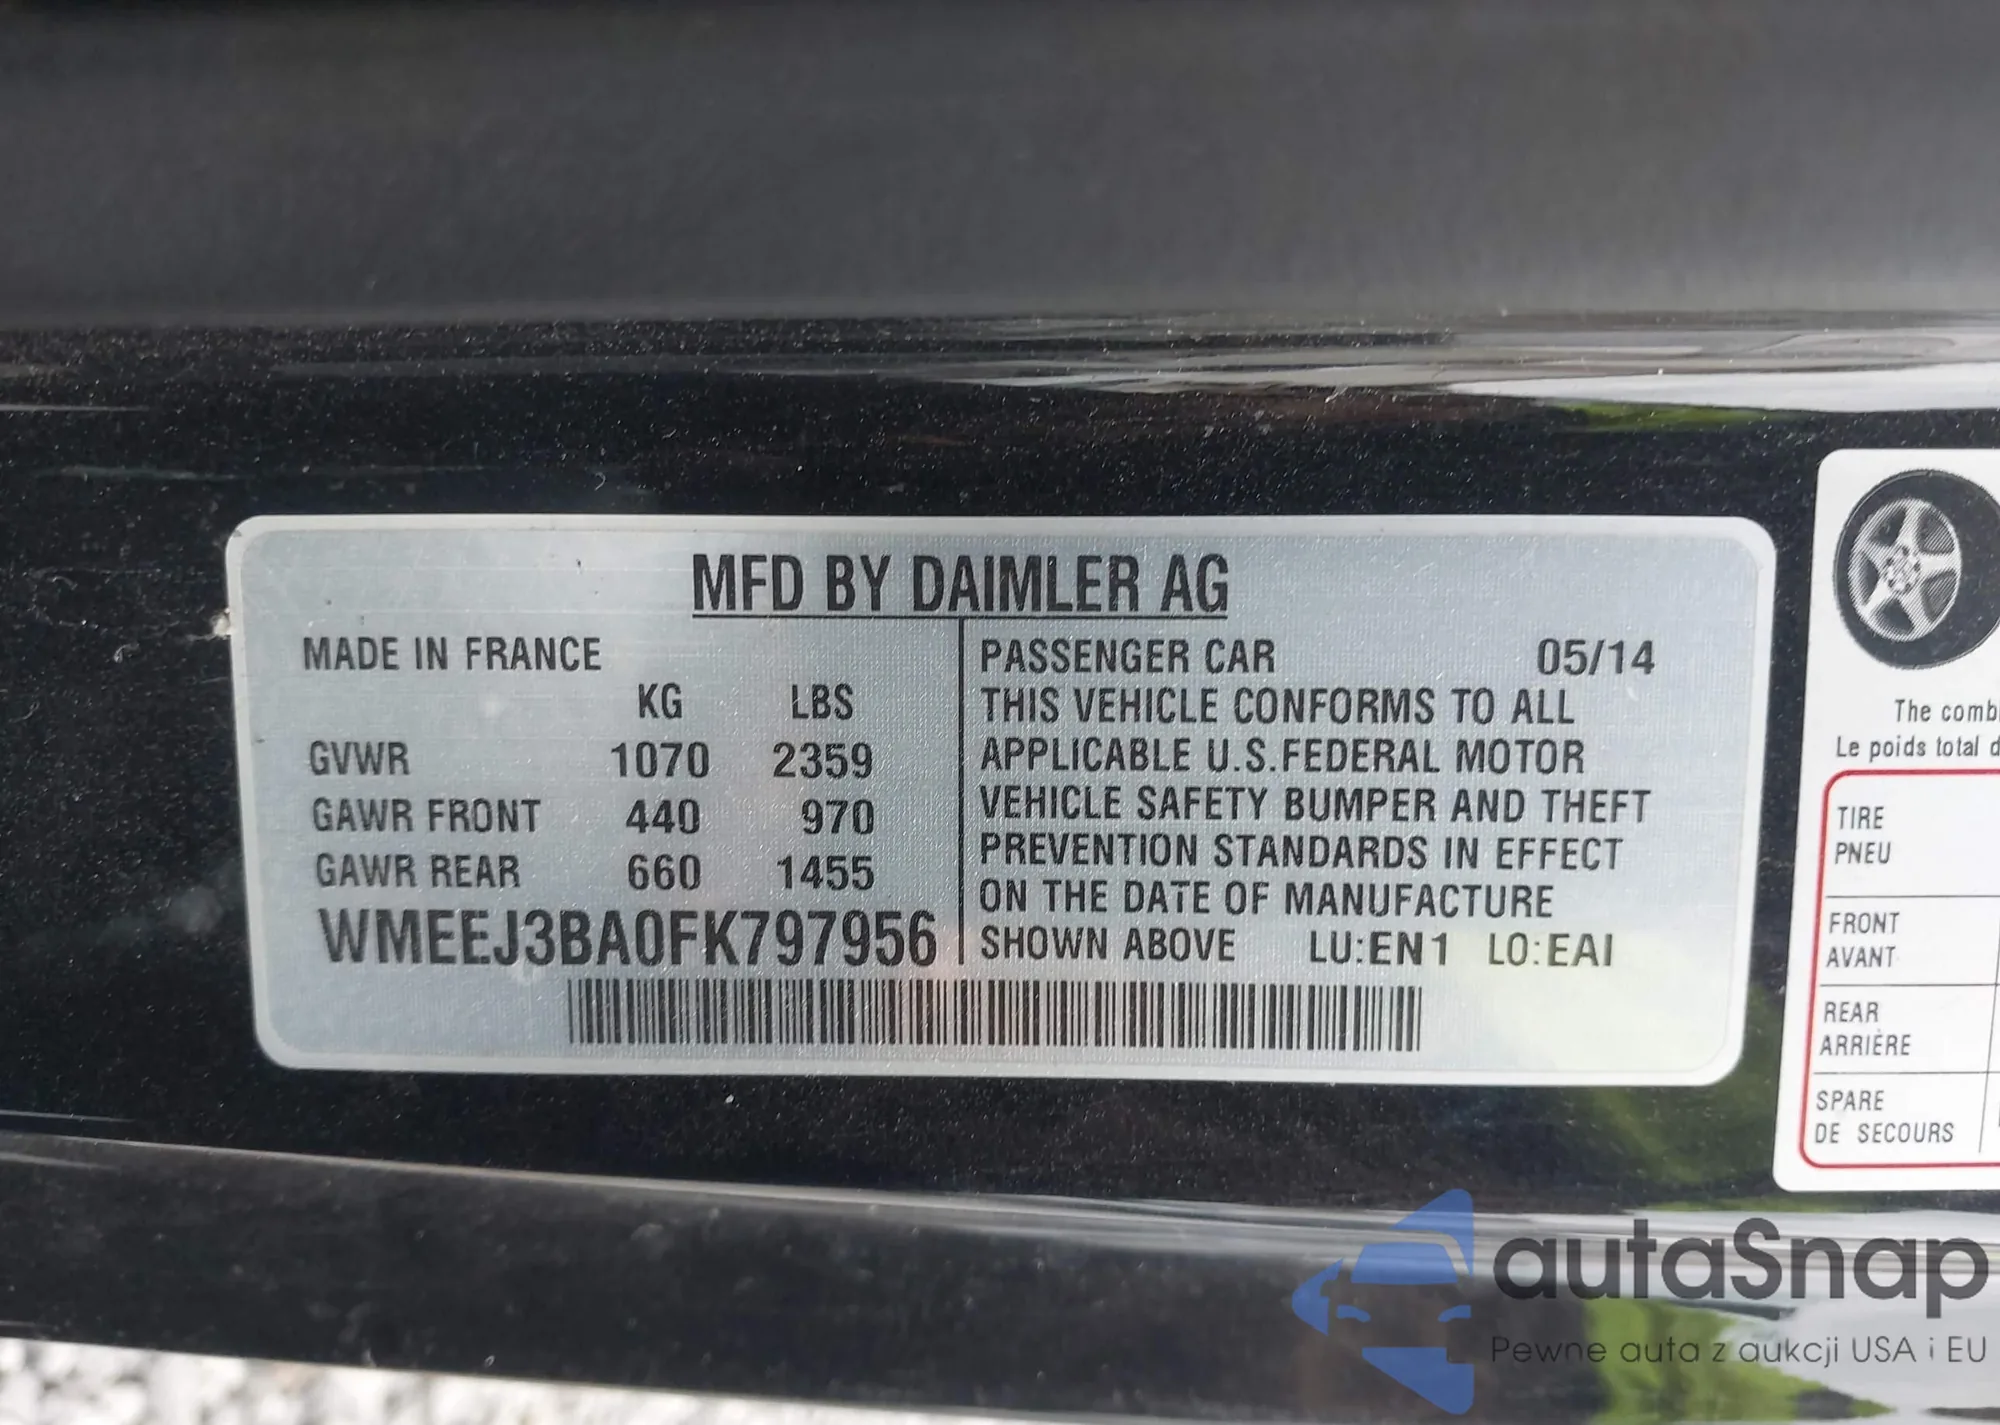 MFD BY DAIMLER AG
MADE IN FRANCE
KG LBS
GVWR 1070 2359
GAWR FRONT 440 970
GAWR REAR 660 1455
WMEEJ3BA0FK797956
PASSENGER CAR 05/14
THIS VEHICLE CONFORMS TO ALL
APPLICABLE U.S.FEDERAL MOTOR
VEHICLE SAFETY BUMPER AND THEFT
PREVENTION STANDARDS IN EFFECT
ON THE DATE OF MANUFACTURE
SHOWN ABOVE LU:EN1 LO:EAI
The comb
Le poids total d
TIRE
PNEU
FRONT
AVANT
REAR
ARRIÈRE
SPARE
DE SECOURS
autaSnap
Pewne auta z aukcji USA i EU